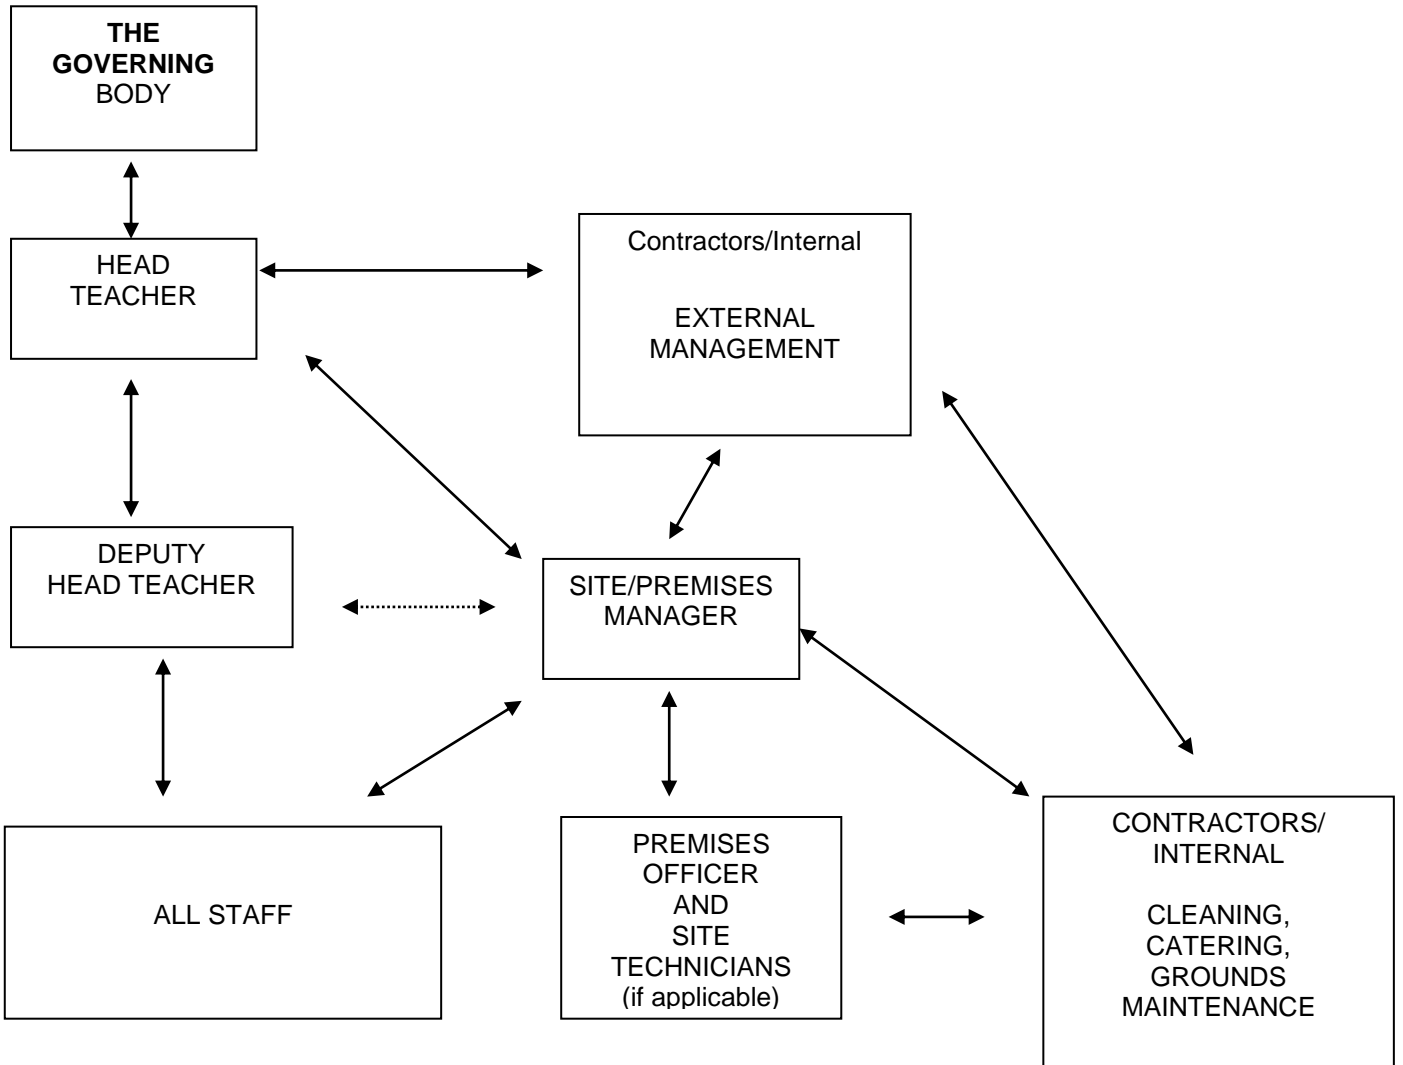 THE
GOVERNING
BODY
HEAD
TEACHER
Contractors/Internal
EXTERNAL
MANAGEMENT
DEPUTY
HEAD TEACHER
SITE/PREMISES
MANAGER
ALL STAFF
PREMISES
OFFICER
AND
SITE
TECHNICIANS
(if applicable)
CONTRACTORS/
INTERNAL
CLEANING,
CATERING,
GROUNDS
MAINTENANCE